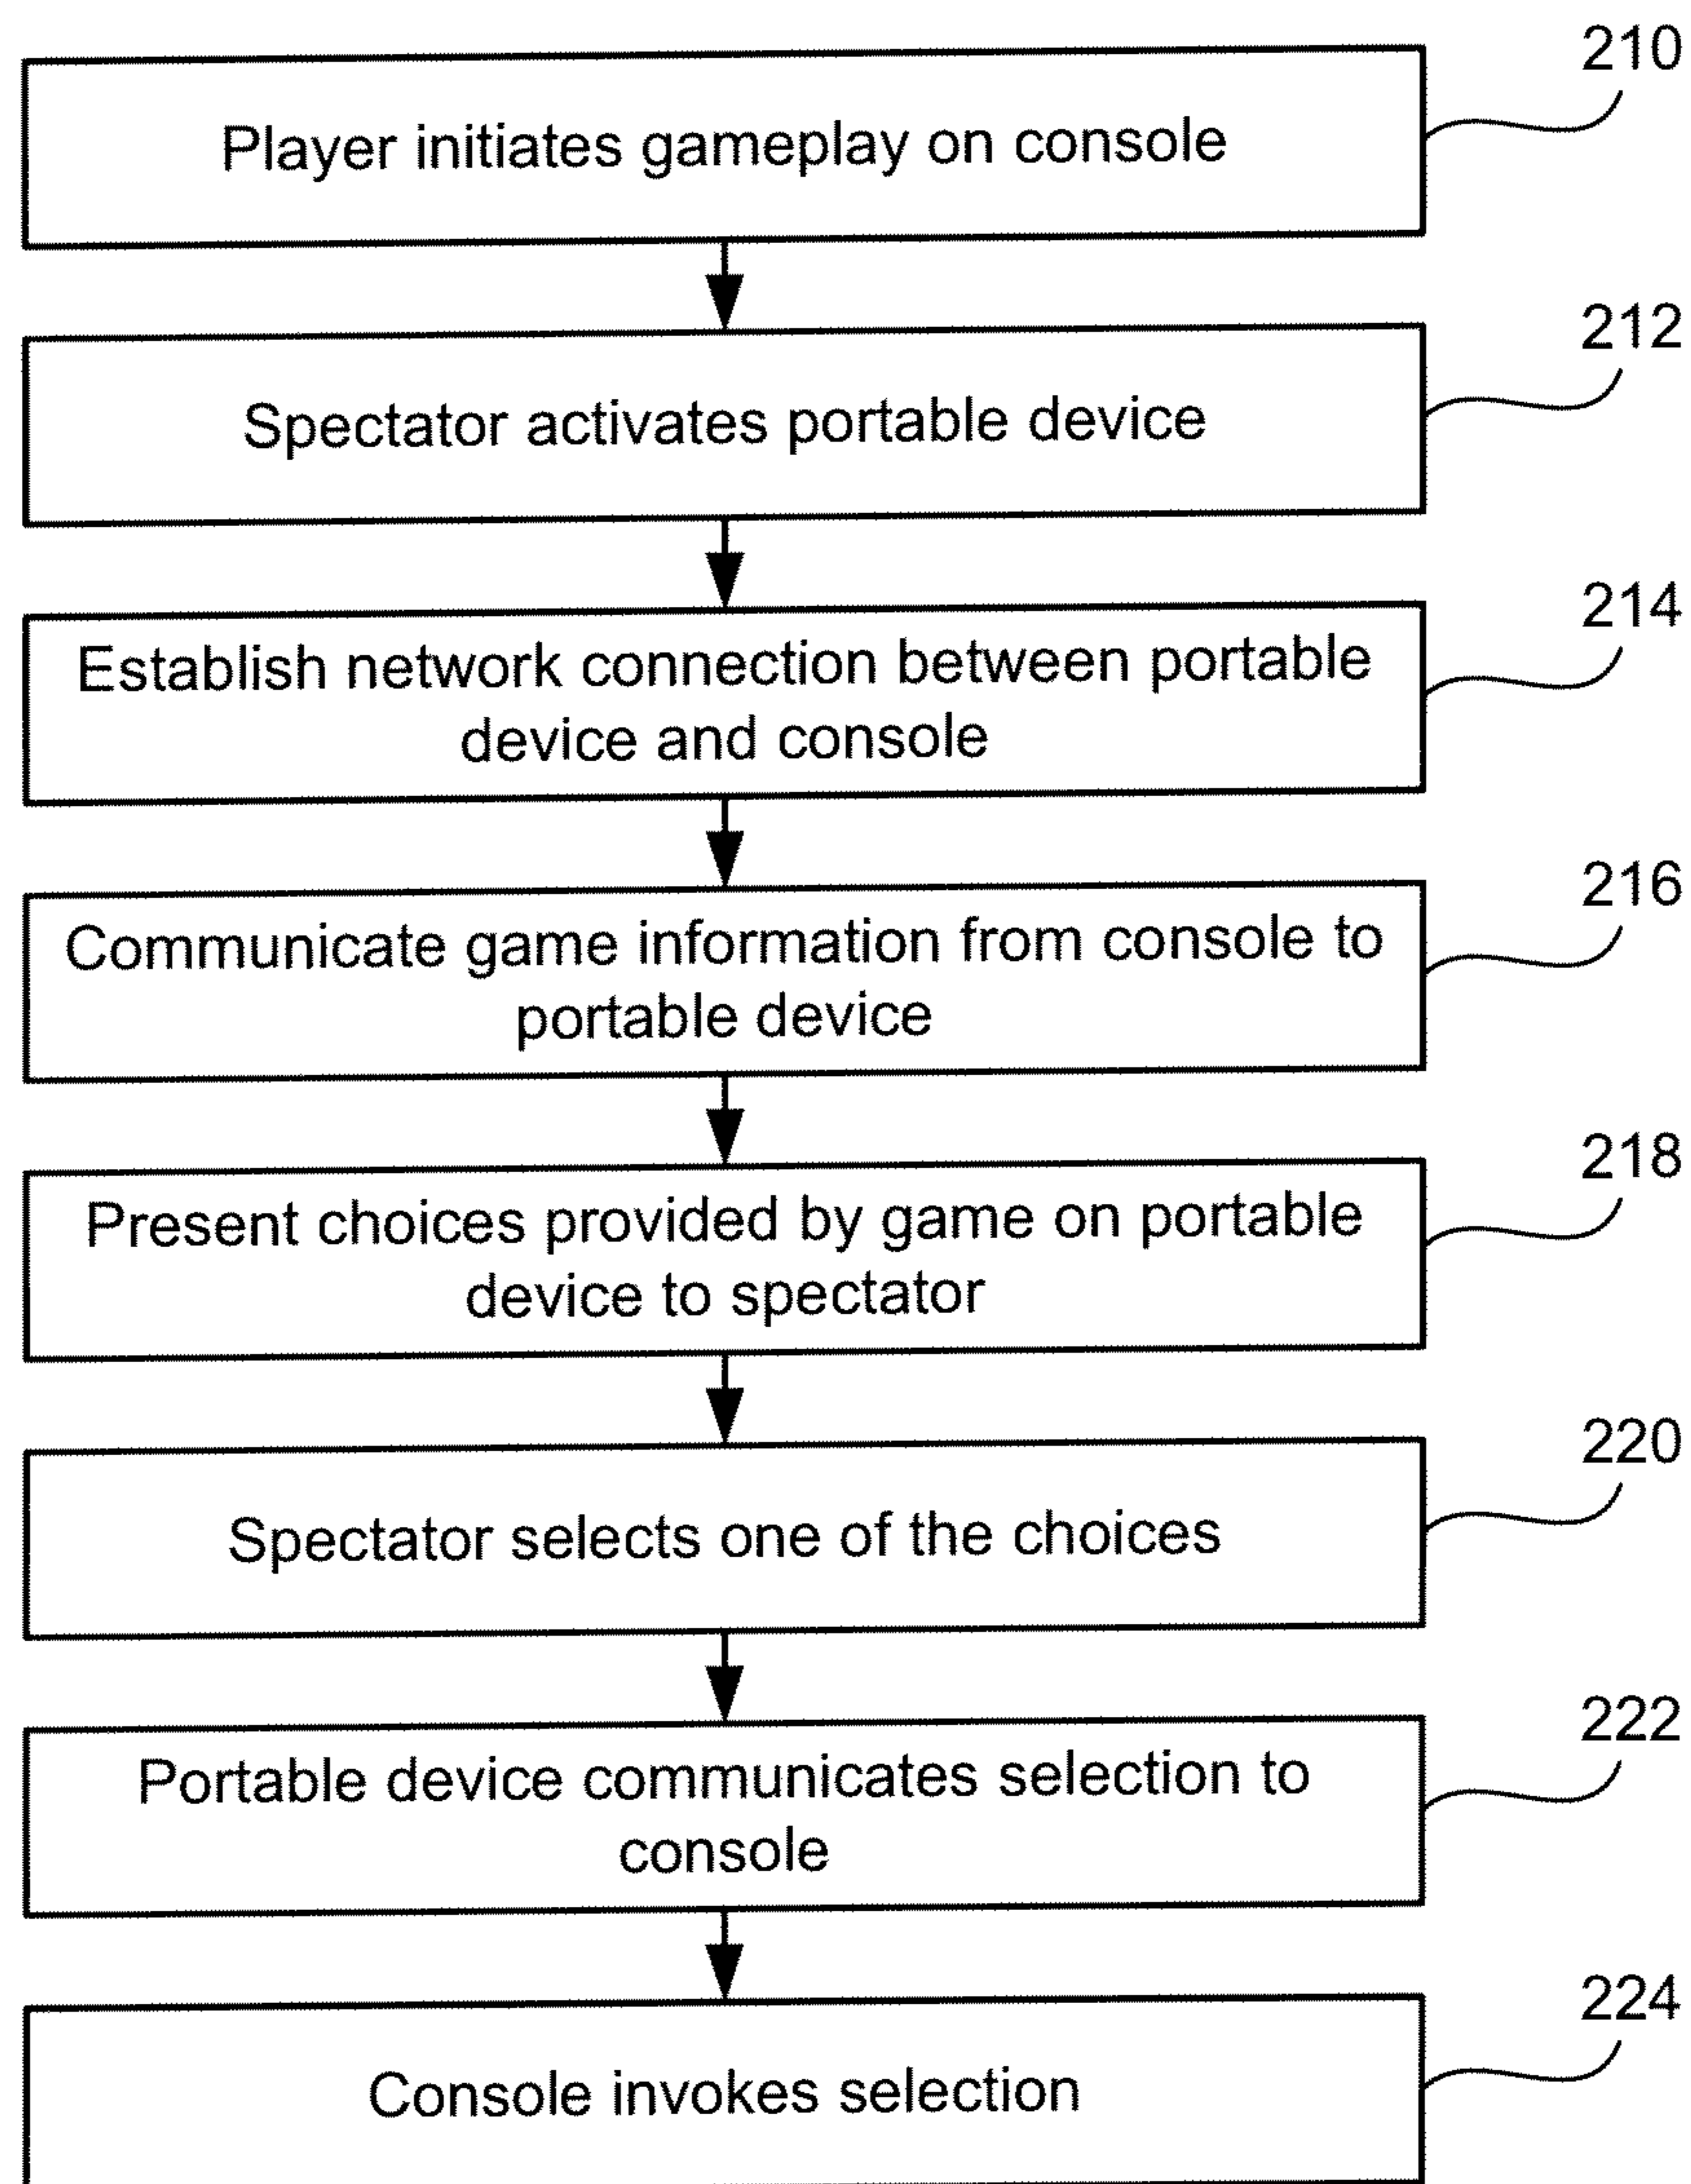 210
Player initiates gameplay on console
212
Spectator activates portable device
214
Establish network connection between portable
device and console
216
Communicate game information from console to
portable device
218
Present choices provided by game on portable
device to spectator
220
Spectator selects one of the choices
222
Portable device communicates selection to
console
224
Console invokes selection